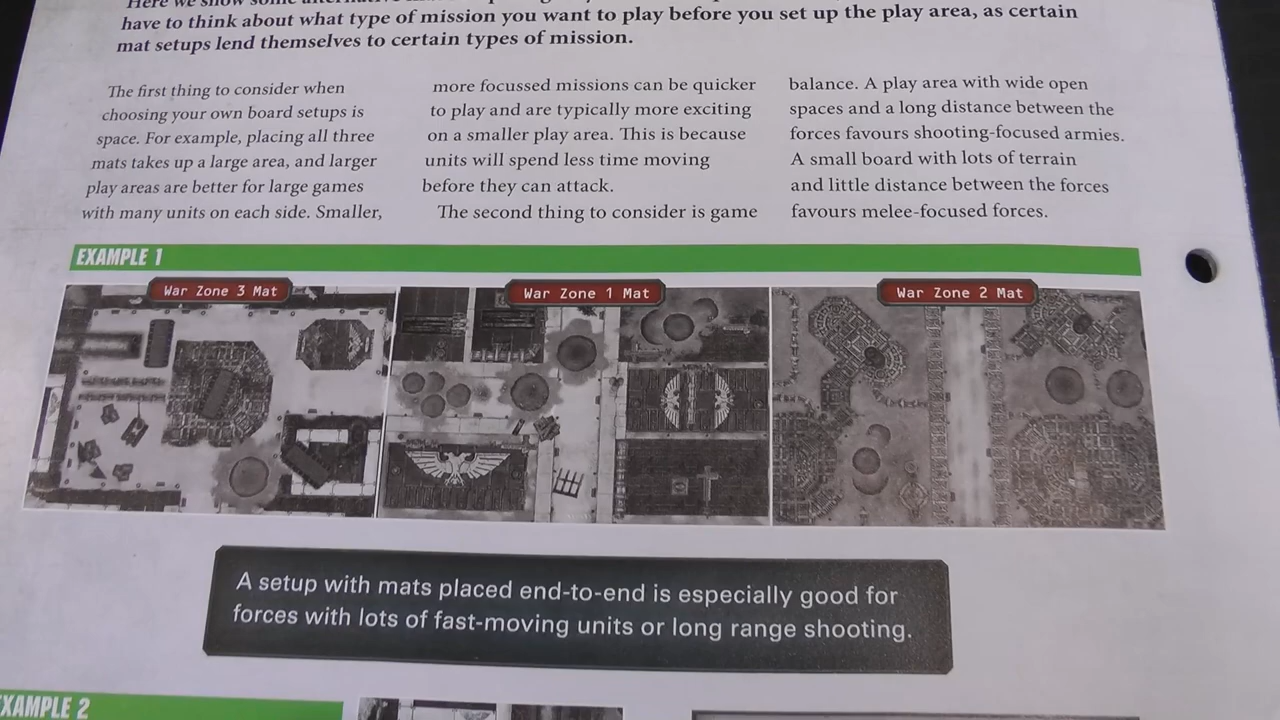 have to think about what type of mission you want to play before you set up the play area, as certain
mat setups lend themselves to certain types of mission.
The first thing to consider when
choosing your own board setups is
space. For example, placing all three
mats takes up a large area, and larger
play areas are better for large games
with many units on each side. Smaller,
more focussed missions can be quicker
to play and are typically more exciting
on a smaller play area. This is because
units will spend less time moving
before they can attack.
The second thing to consider is game
balance. A play area with wide open
spaces and a long distance between the
forces favours shooting-focused armies.
A small board with lots of terrain
and little distance between the forces
favours melee-focused forces.
EXAMPLE 1
War Zone 3 Mat
War Zone 1 Mat
War Zone 2 Mat
A setup with mats placed end-to-end is especially good for
forces with lots of fast-moving units or long range shooting.
EXAMPLE 2